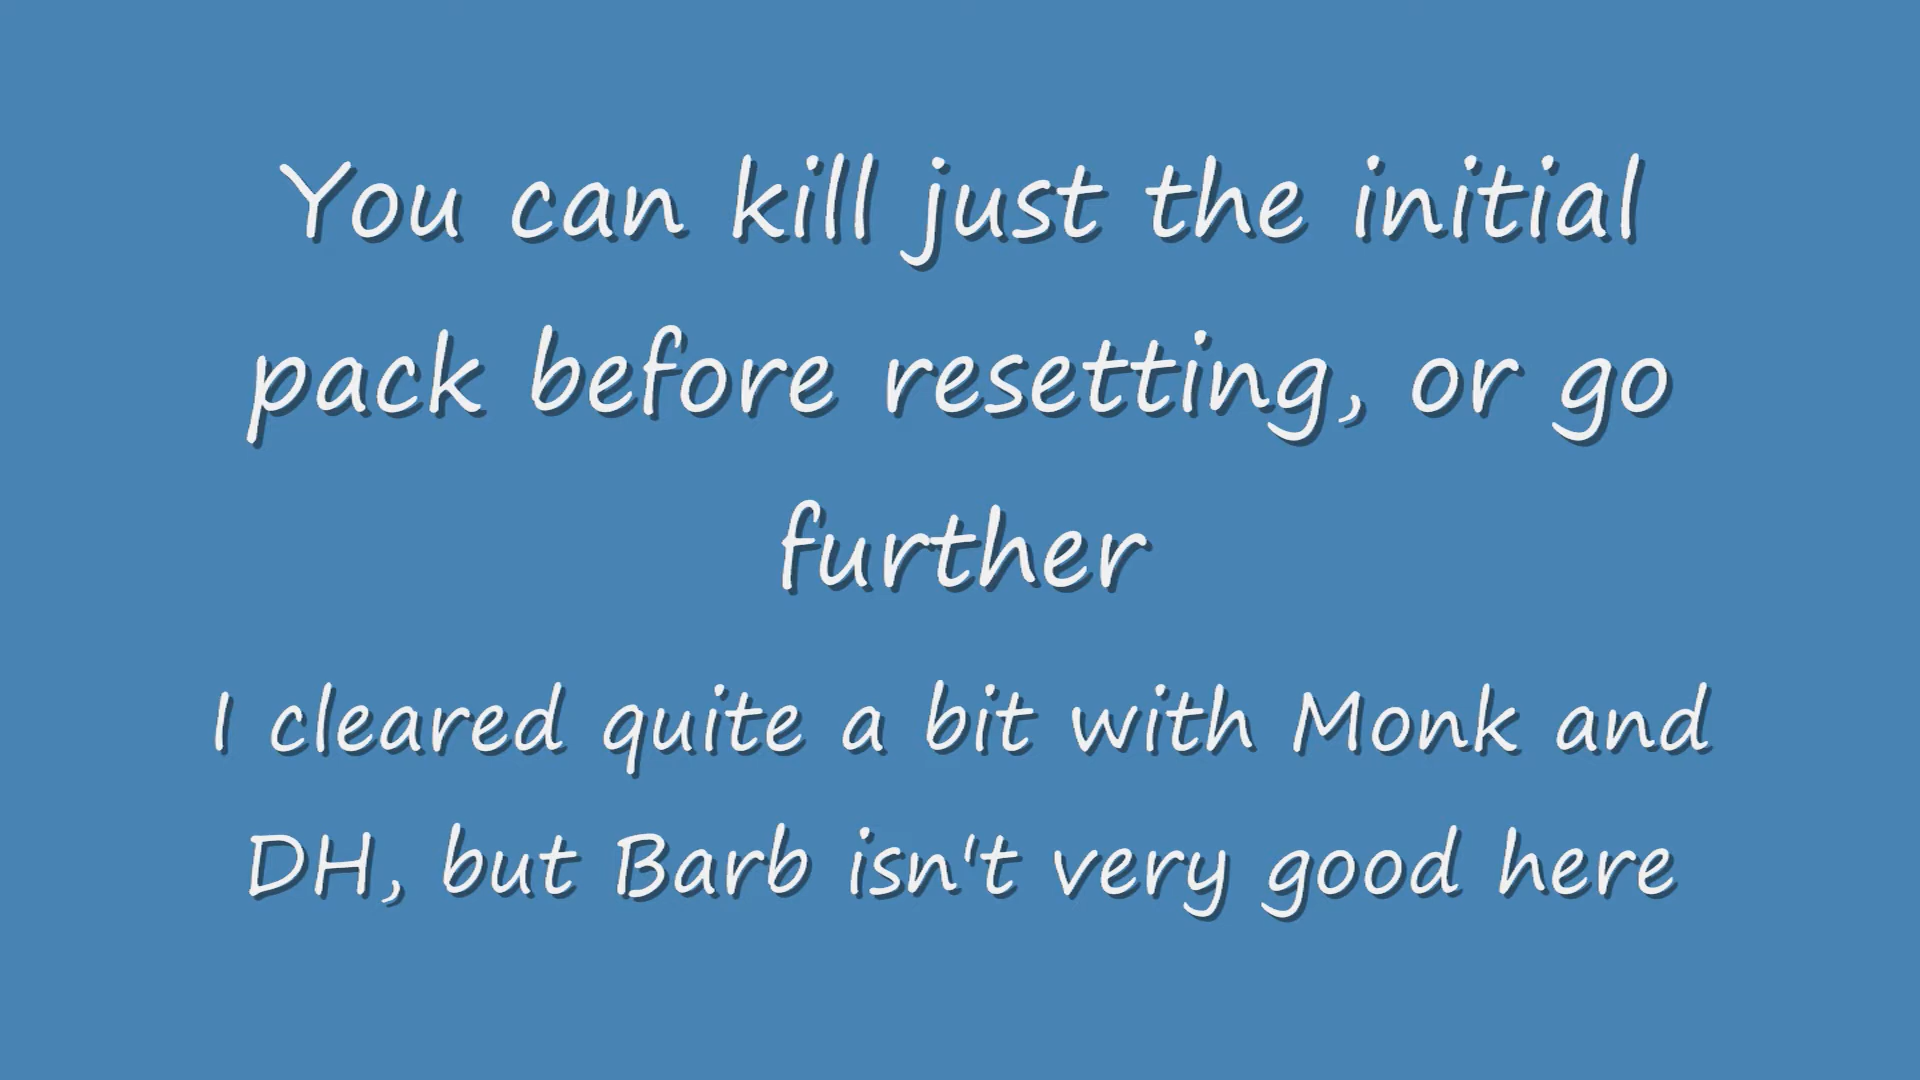 You can kill just the initial
pack before resetting, or go
further
I cleared quite a bit with Monk and
DH, but Barb isn't very good here